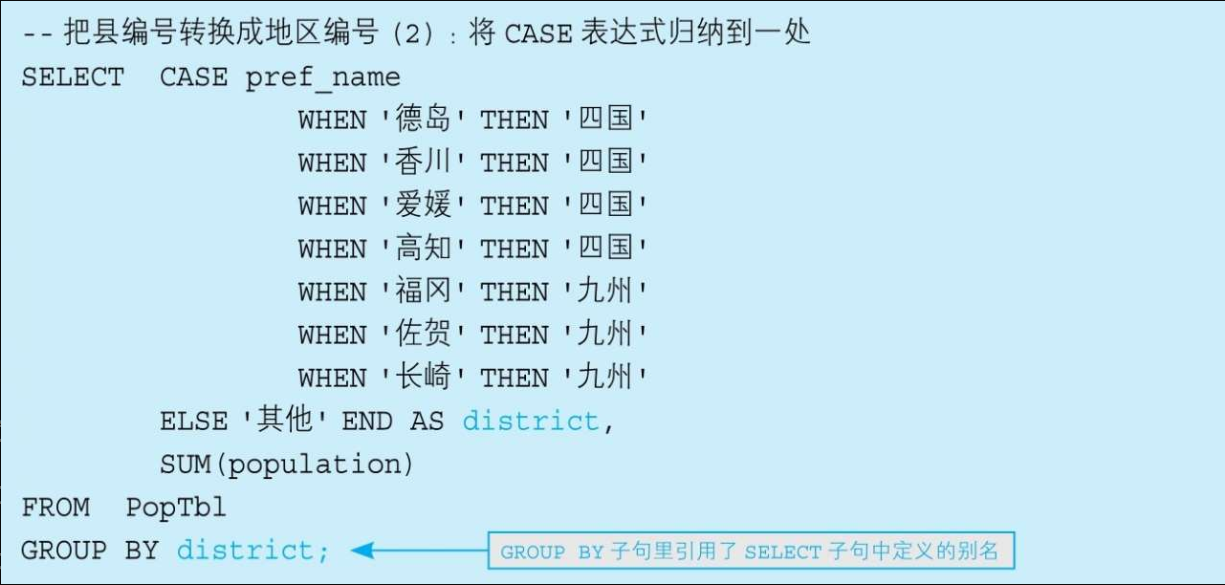 -- 把县编号转换成地区编号 (2) : 将 CASE 表达式归纳到一处
SELECT CASE pref_name
WHEN '德岛' THEN '四国'
WHEN '香川' THEN '四国'
WHEN '爱媛' THEN '四国'
WHEN '高知' THEN '四国'
WHEN '福冈' THEN '九州'
WHEN '佐贺' THEN '九州'
WHEN '长崎' THEN '九州'
ELSE '其他' END AS district,
SUM(population)
FROM PopTbl
GROUP BY district; GROUP BY 子句里引用了 SELECT 子句中定义的别名